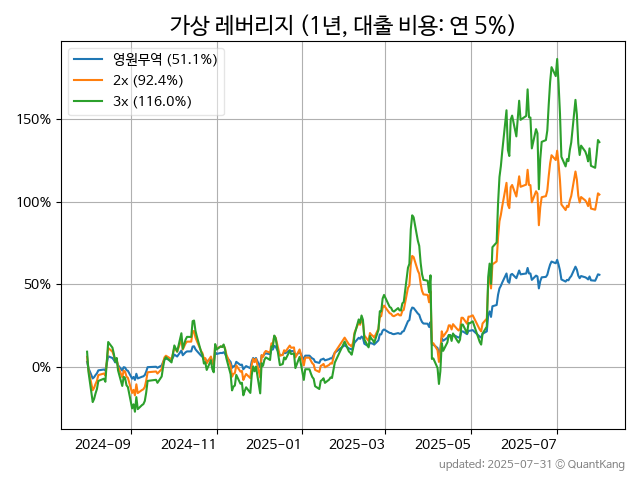 가상 레버리지 (1년, 대출 비용: 연 5%)
영원무역 (51.1%)
2x (92.4%)
3x (116.0%)
150%
100%
50%
0%
2024-09 2024-11 2025-01 2025-03 2025-05 2025-07
updated: 2025-07-31 © QuantKang